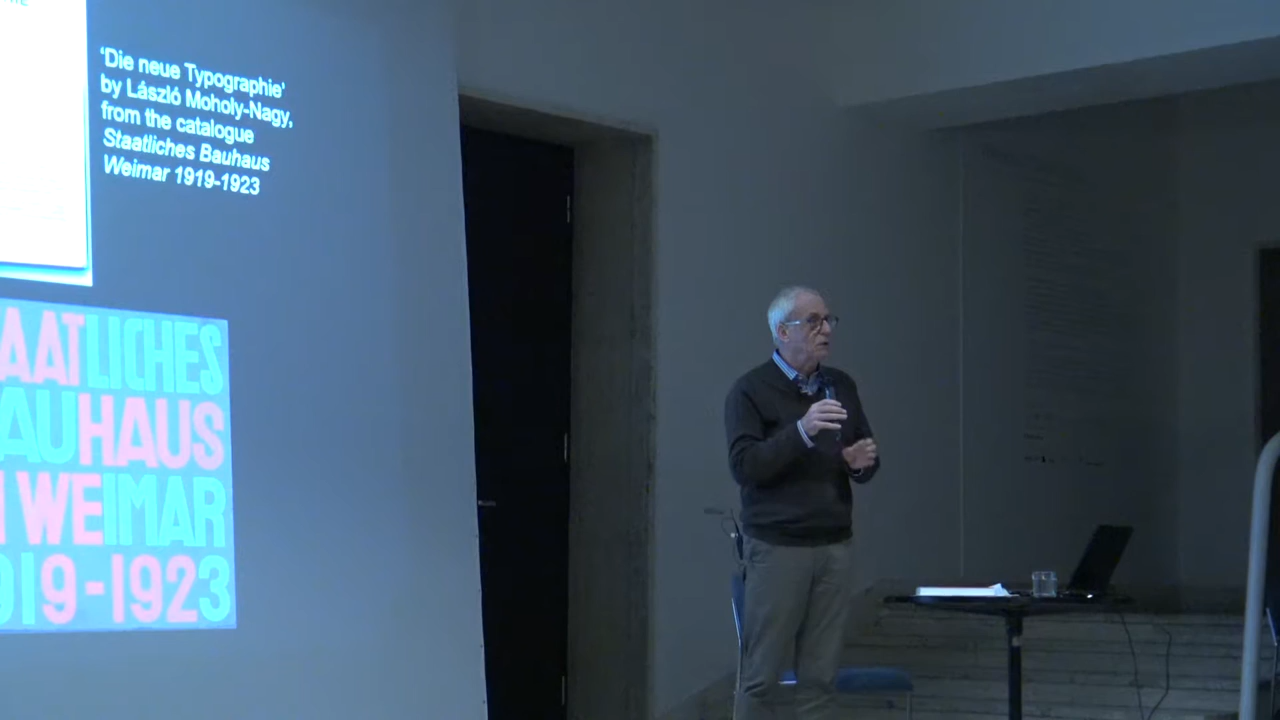 'Die neue Typographie'
by László Moholy-Nagy,
from the catalogue
Staatliches Bauhaus
Weimar 1919-1923
AATLICHES
AUHAUS
WEIMAR
919-1923